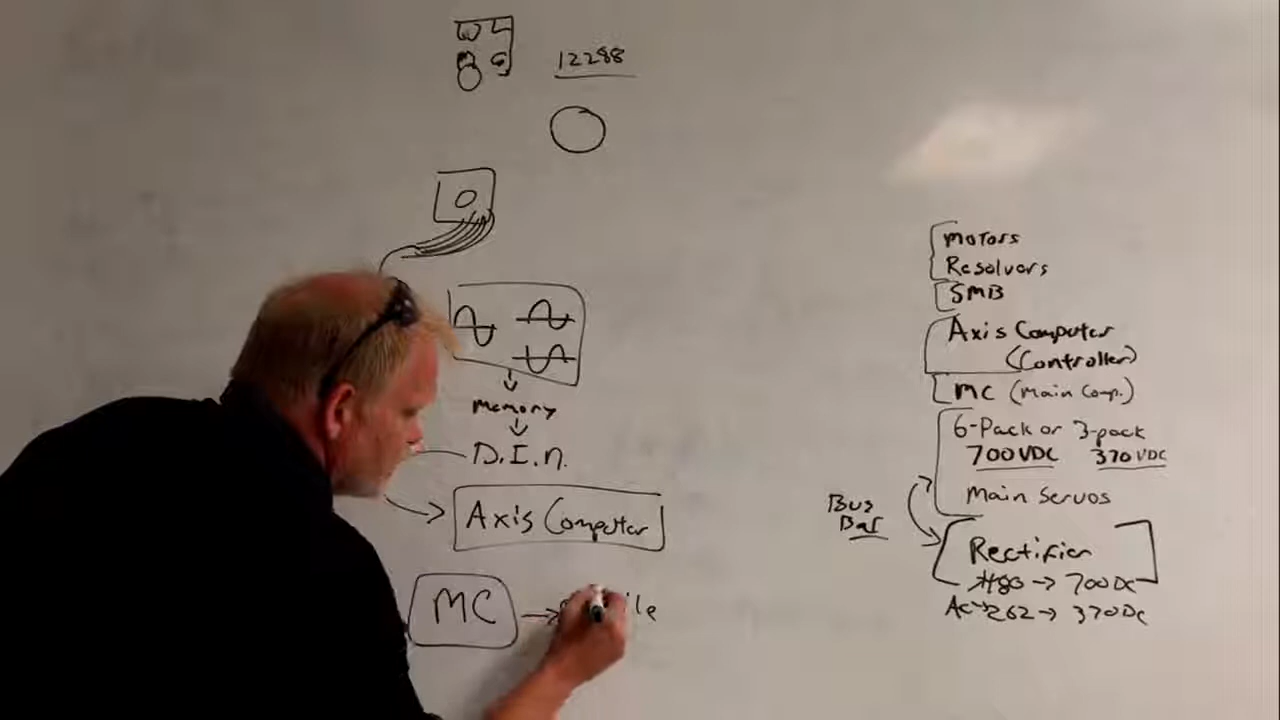 12288
Memory
D.I.n.
Axis Computer
MC
Motors
Resolvers
SMB
Axis Computer
(Controller)
MC (Main Comp.)
6-Pack or 3-pack
700VDC 370VDC
Main Servos
Bus
Bar
Rectifier
480 → 700DC
AC 262 → 370DC